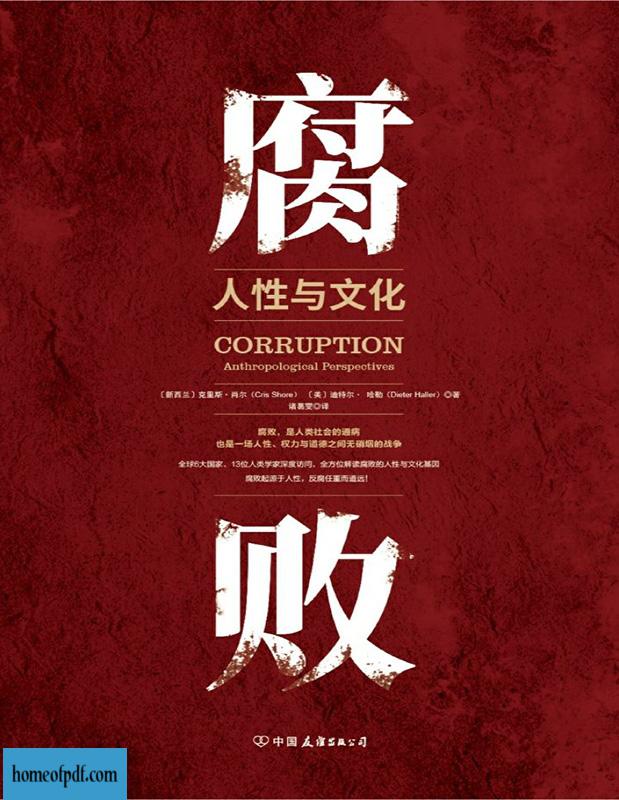 腐
人性与文化
CORRUPTION
Anthropological Perspectives
〔新西兰〕克里斯·肖尔（Cris Shore）〔美〕迪特尔·哈勒（Dieter Haller）◎著
诸葛雯◎译
腐败，是人类社会的通病
也是一场人性、权力与道德之间无硝烟的战争
全球6大国家、13位人类学家深度访问，全方位解读腐败的人性与文化基因
腐败起源于人性，反腐任重而道远！
败
中国友谊出版公司
homeofpdf.com